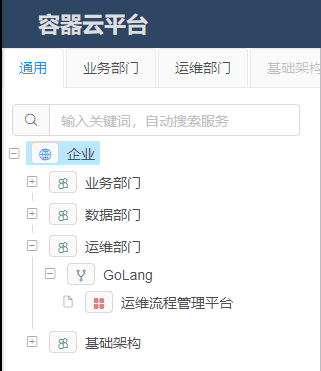 容器云平台
通用 业务部门 运维部门 基础架构
输入关键词，自动搜索服务
企业
业务部门
数据部门
运维部门
GoLang
运维流程管理平台
基础架构